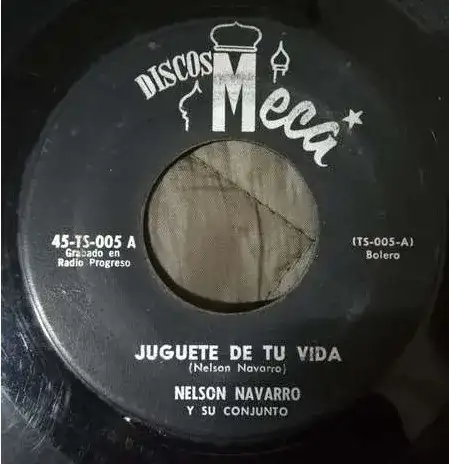 DISCOS
Meca
45-TS-005 A
Grabado en
Radio Progreso
(TS-005-A)
Bolero
JUGUETE DE TU VIDA
(Nelson Navarro)
NELSON NAVARRO
Y SU CONJUNTO